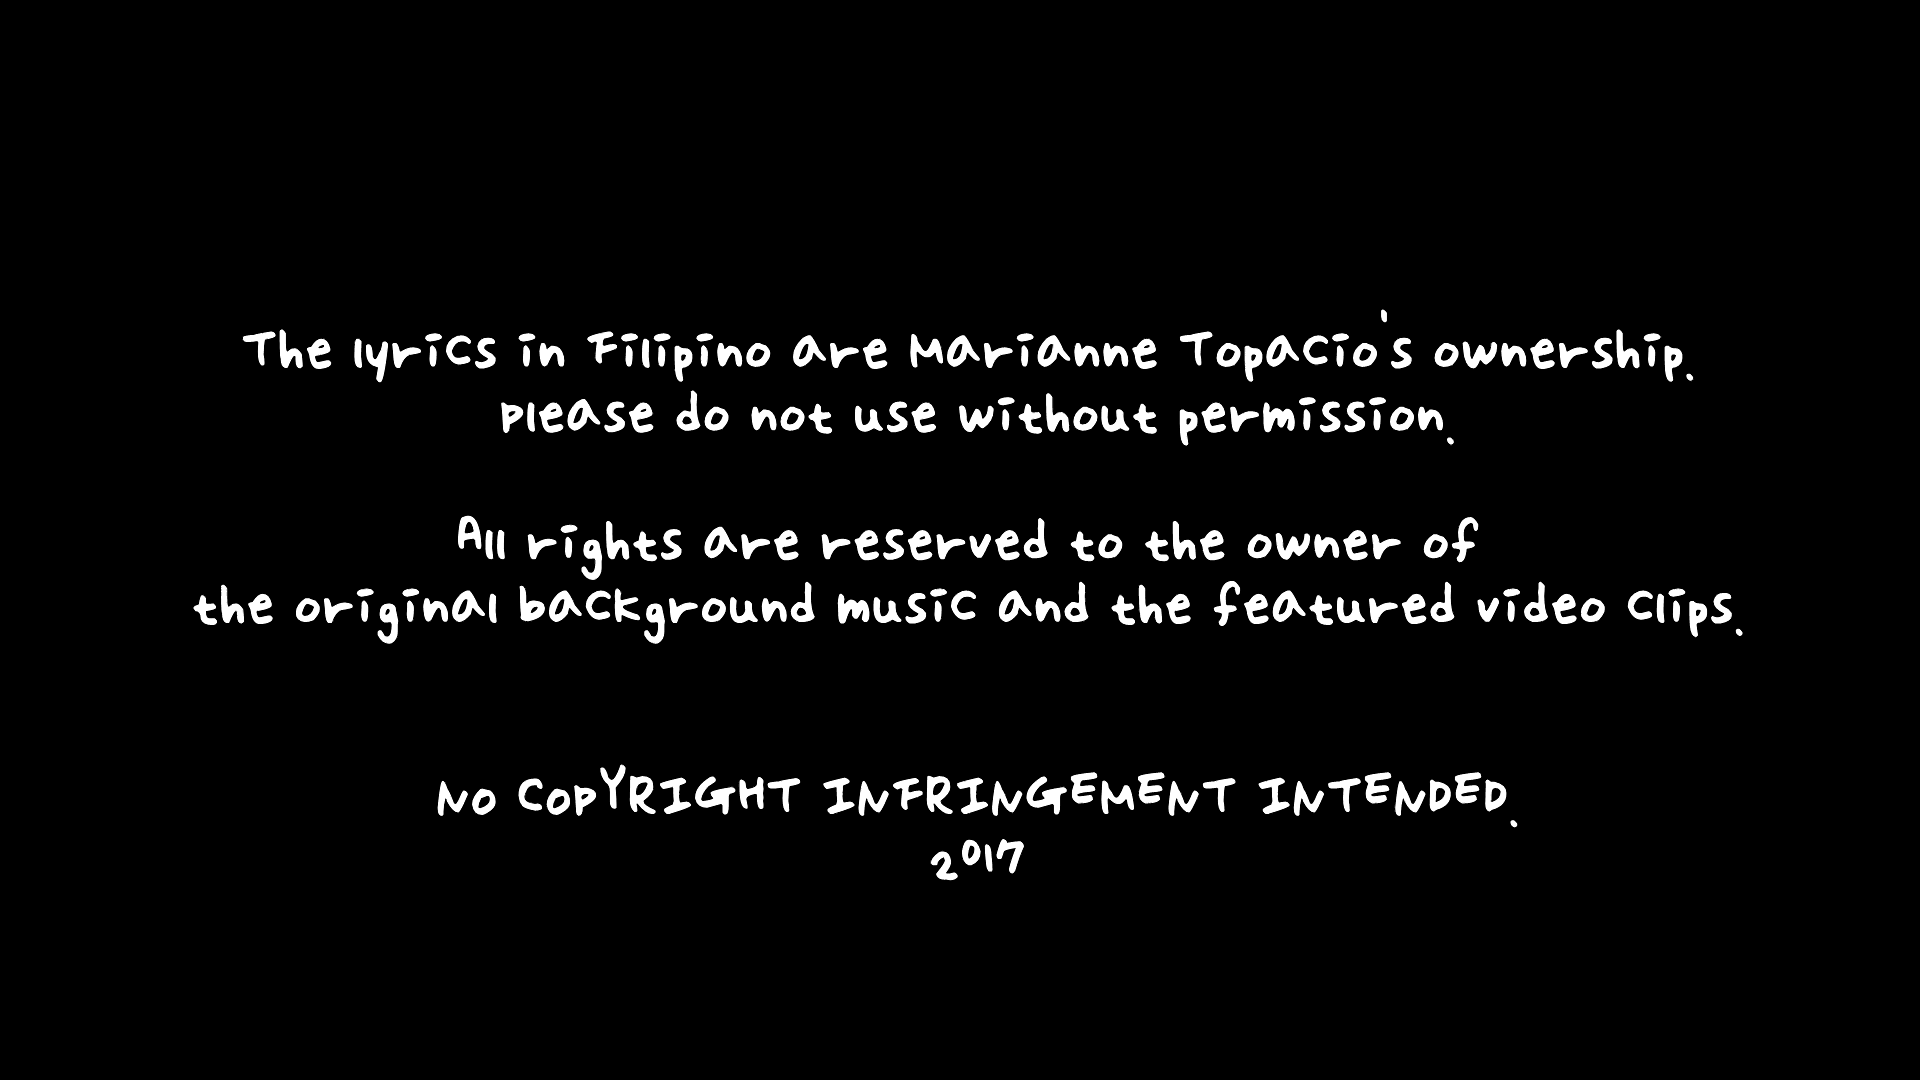 The lyrics in Filipino are Marianne Topacio's ownership.
Please do not use without permission.
All rights are reserved to the owner of
the original background music and the featured video clips.
NO COPYRIGHT INFRINGEMENT INTENDED.
2017